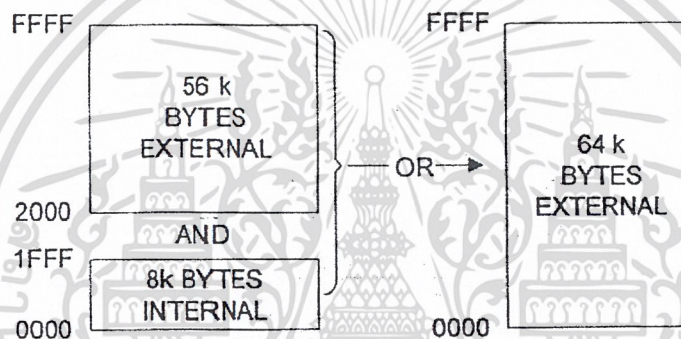 FFFF
56 k
BYTES
EXTERNAL
2000
AND
1FFF
8k BYTES
INTERNAL
0000
OR
FFFF
64 k
BYTES
EXTERNAL
0000